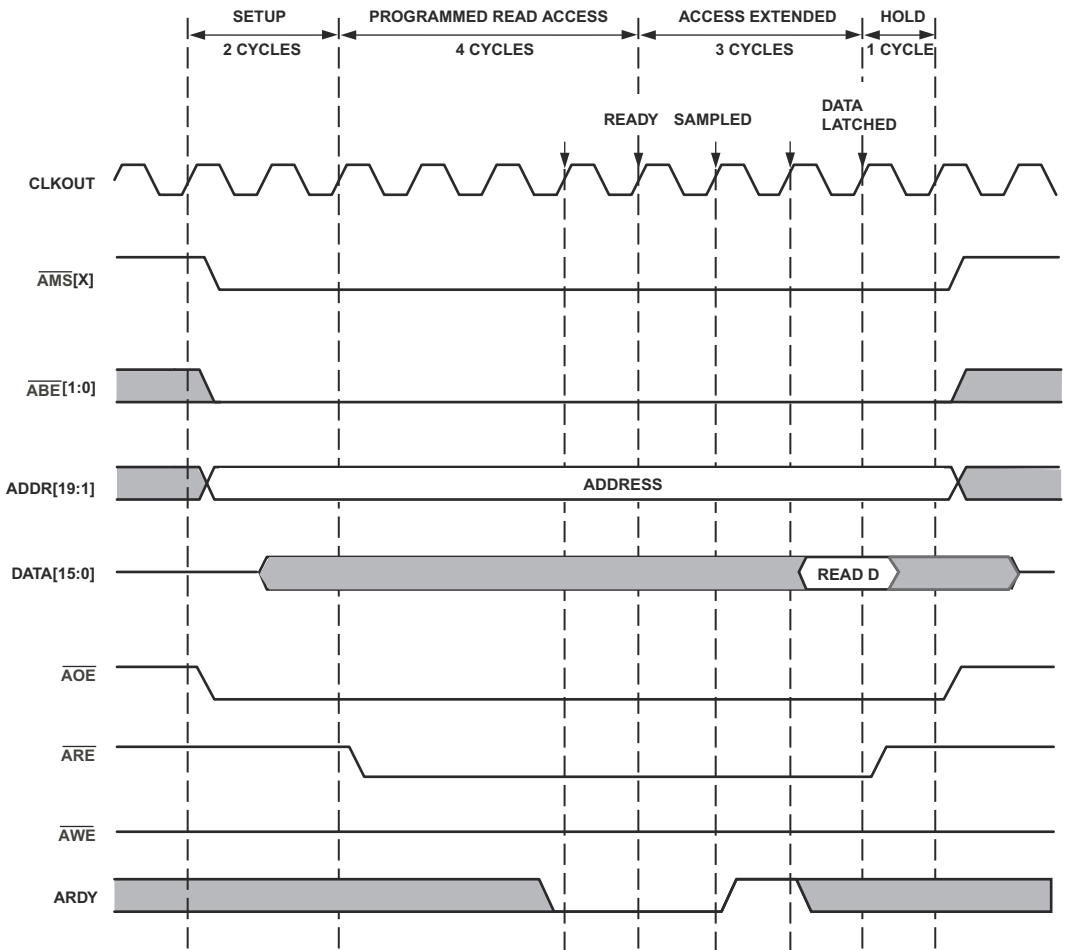 SETUP PROGRAMMED READ ACCESS ACCESS EXTENDED HOLD
2 CYCLES 4 CYCLES 3 CYCLES 1 CYCLE
READY SAMPLED DATA
LATCHED
CLKOUT
AMS[X]
ABE[1:0]
ADDR[19:1] ADDRESS
DATA[15:0] READ D
AOE
ARE
AWE
ARDY